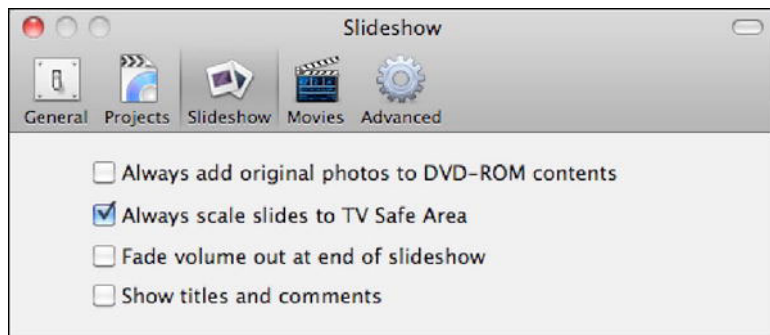 Slideshow
General Projects Slideshow Movies Advanced
Always add original photos to DVD-ROM contents
Always scale slides to TV Safe Area
Fade volume out at end of slideshow
Show titles and comments